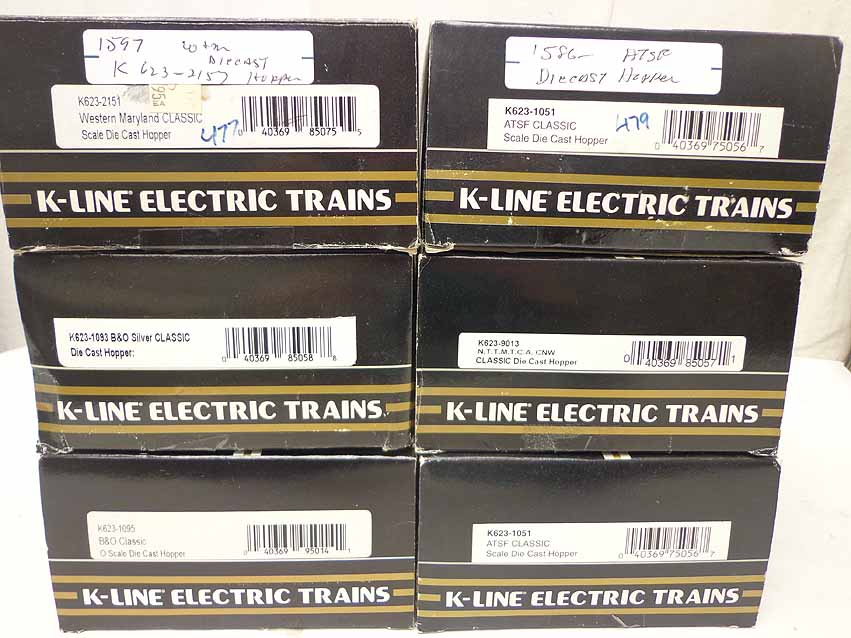 1597 WM
DIECAST
K 623-2157 Hopper
K623-2151
Western Maryland CLASSIC
Scale Die Cast Hopper
477
0 40369 85075 5
K-LINE® ELECTRIC TRAINS
1586- ATSF
DIECAST Hopper
K623-1051
ATSF CLASSIC
Scale Die Cast Hopper
479
0 40369 75056 7
K-LINE® ELECTRIC TRAINS
K623-1093 B&O Silver CLASSIC
Die Cast Hopper:
0 40369 85058 8
K-LINE® ELECTRIC TRAINS
K623-9013
N.T.T.M.T.C.A. CNW
CLASSIC Die Cast Hopper
0 40369 85057 1
K-LINE® ELECTRIC TRAINS
K623-1095
B&O Classic
O Scale Die Cast Hopper
0 40369 95014 1
K-LINE® ELECTRIC TRAINS
K623-1051
ATSF CLASSIC
Scale Die Cast Hopper
0 40369 75056 7
K-LINE® ELECTRIC TRAINS